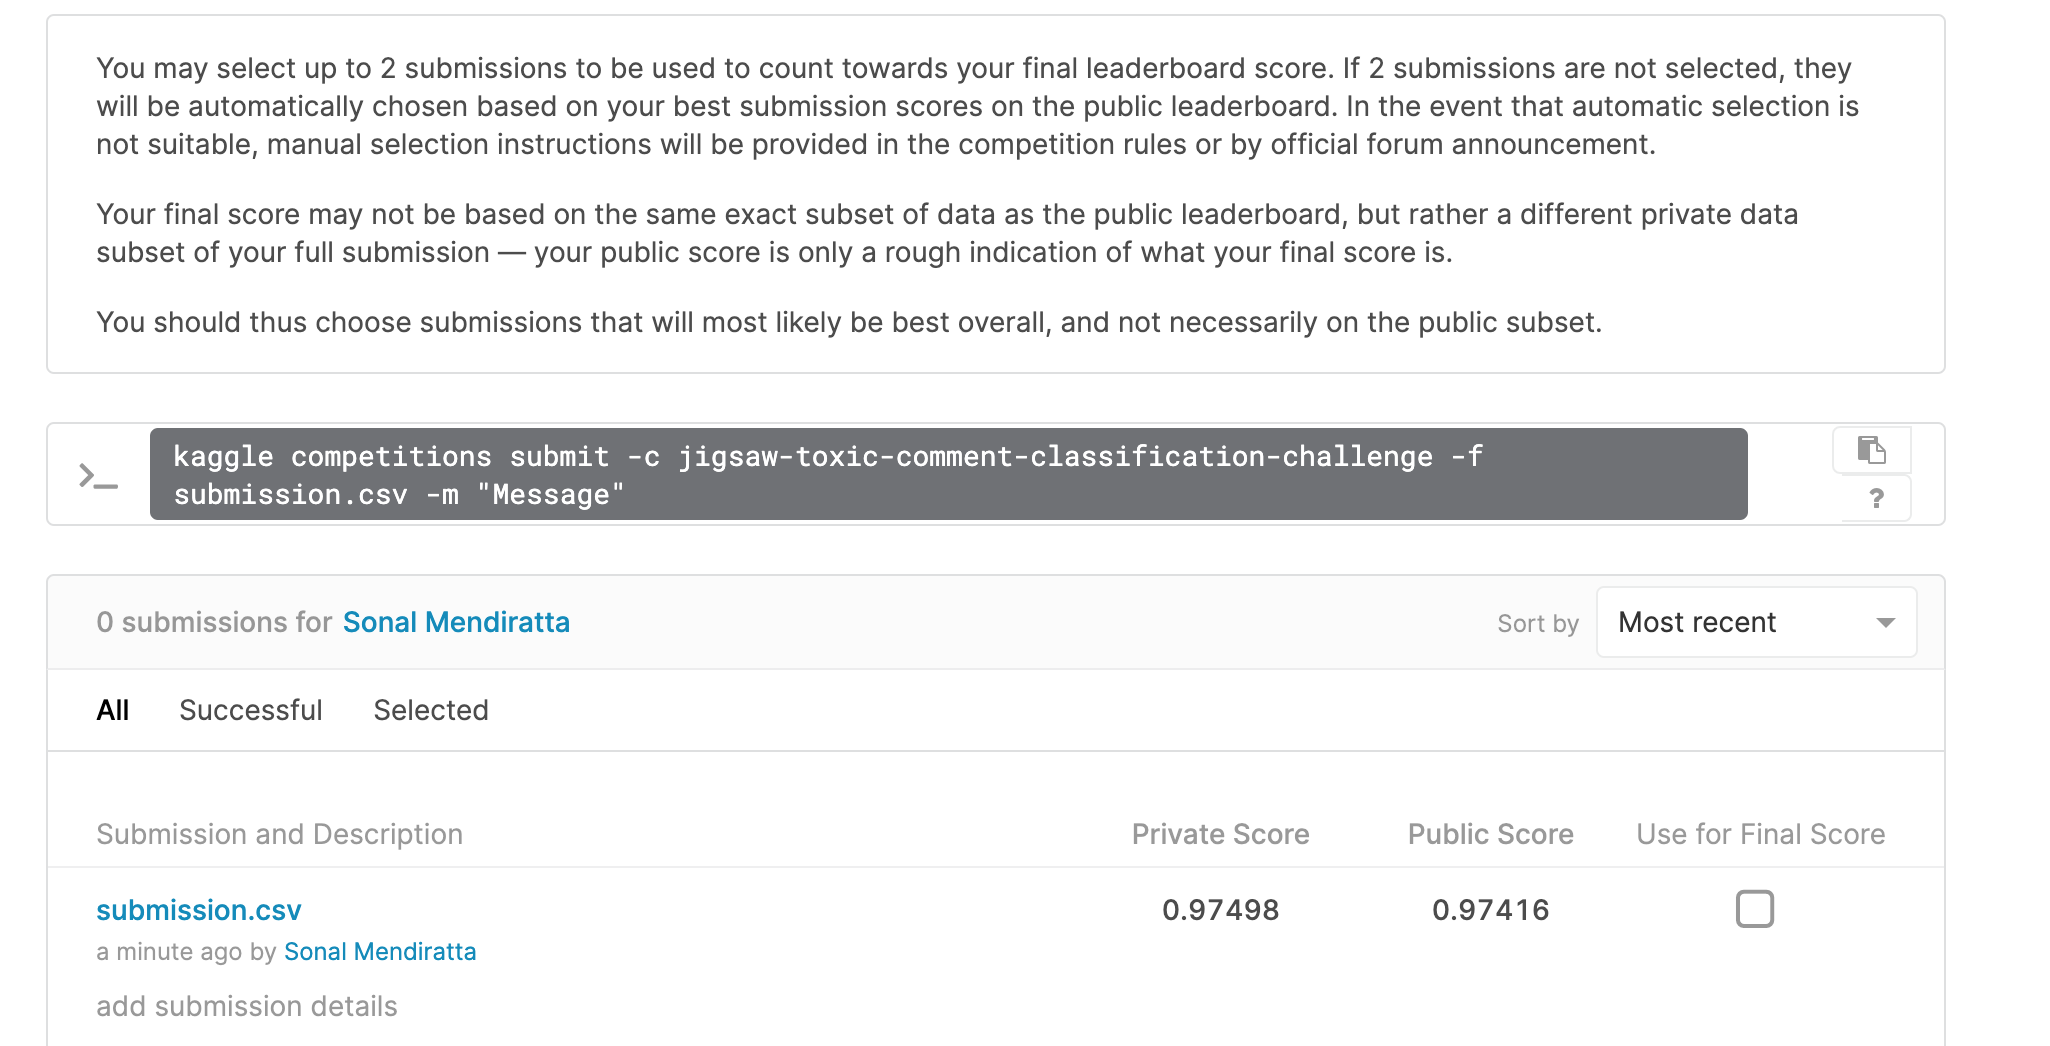 You may select up to 2 submissions to be used to count towards your final leaderboard score. If 2 submissions are not selected, they
will be automatically chosen based on your best submission scores on the public leaderboard. In the event that automatic selection is
not suitable, manual selection instructions will be provided in the competition rules or by official forum announcement.
Your final score may not be based on the same exact subset of data as the public leaderboard, but rather a different private data
subset of your full submission — your public score is only a rough indication of what your final score is.
You should thus choose submissions that will most likely be best overall, and not necessarily on the public subset.
>_ kaggle competitions submit -c jigsaw-toxic-comment-classification-challenge -f
submission.csv -m "Message"
?
0 submissions for Sonal Mendiratta Sort by Most recent
All Successful Selected
Submission and Description Private Score Public Score Use for Final Score
submission.csv 0.97498 0.97416
a minute ago by Sonal Mendiratta
add submission details